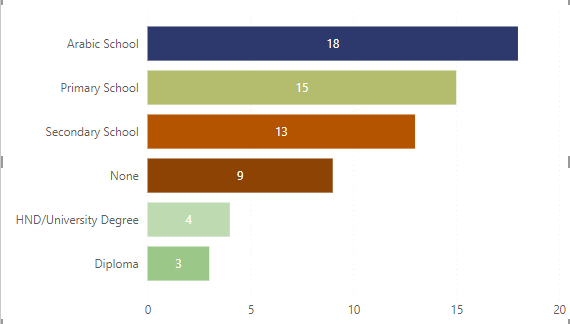 Arabic School 18
Primary School 15
Secondary School 13
None 9
HND/University Degree 4
Diploma 3
0 5 10 15 20